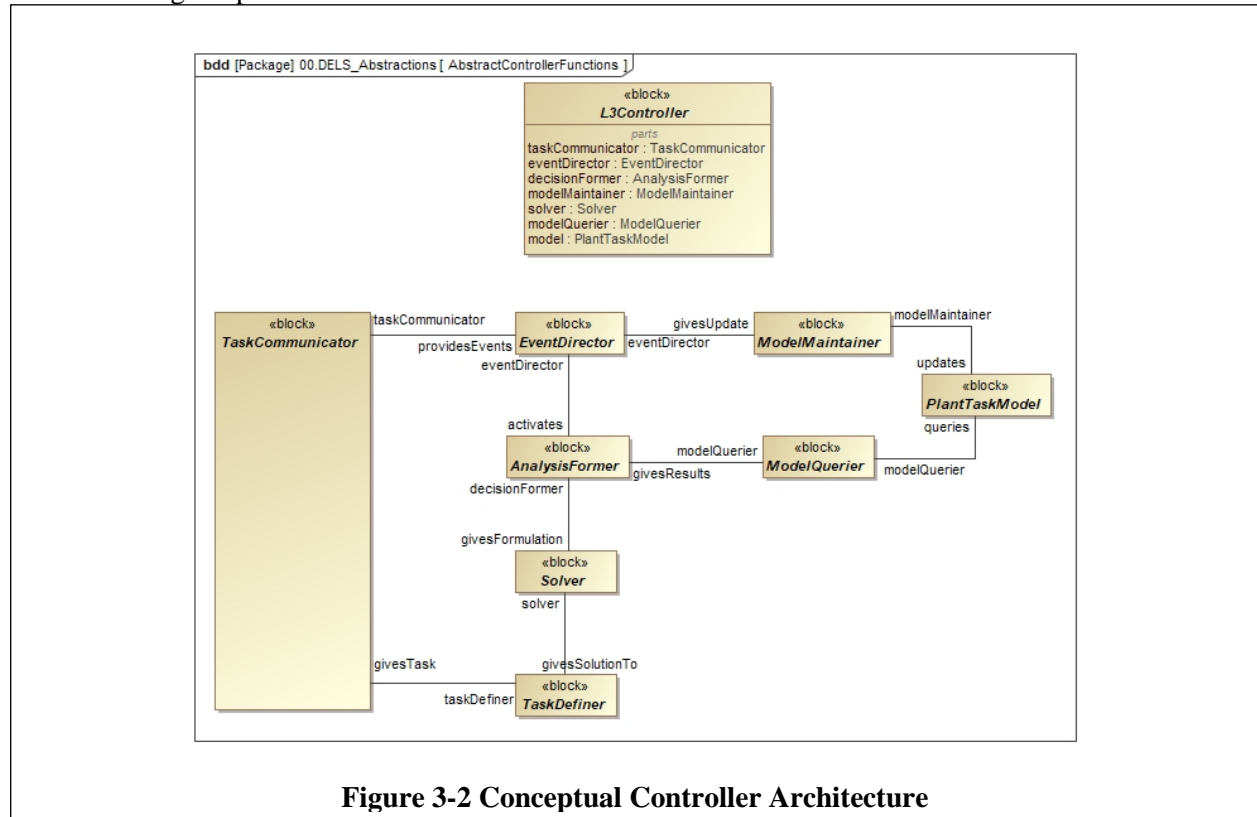 bdd [Package] 00.DELS_Abstractions [ AbstractControllerFunctions ]
«block»
L3Controller
parts
taskCommunicator : TaskCommunicator
eventDirector : EventDirector
decisionFormer : AnalysisFormer
modelMaintainer : ModelMaintainer
solver : Solver
modelQuerier : ModelQuerier
model : PlantTaskModel
«block»
TaskCommunicator
taskCommunicator
providesEvents
«block»
EventDirector
eventDirector
givesUpdate
eventDirector
«block»
ModelMaintainer
modelMaintainer
updates
«block»
PlantTaskModel
queries
activates
«block»
AnalysisFormer
decisionFormer
modelQuerier
givesResults
«block»
ModelQuerier
modelQuerier
givesFormulation
«block»
Solver
solver
givesTask
givesSolutionTo
taskDefiner
«block»
TaskDefiner
Figure 3-2 Conceptual Controller Architecture